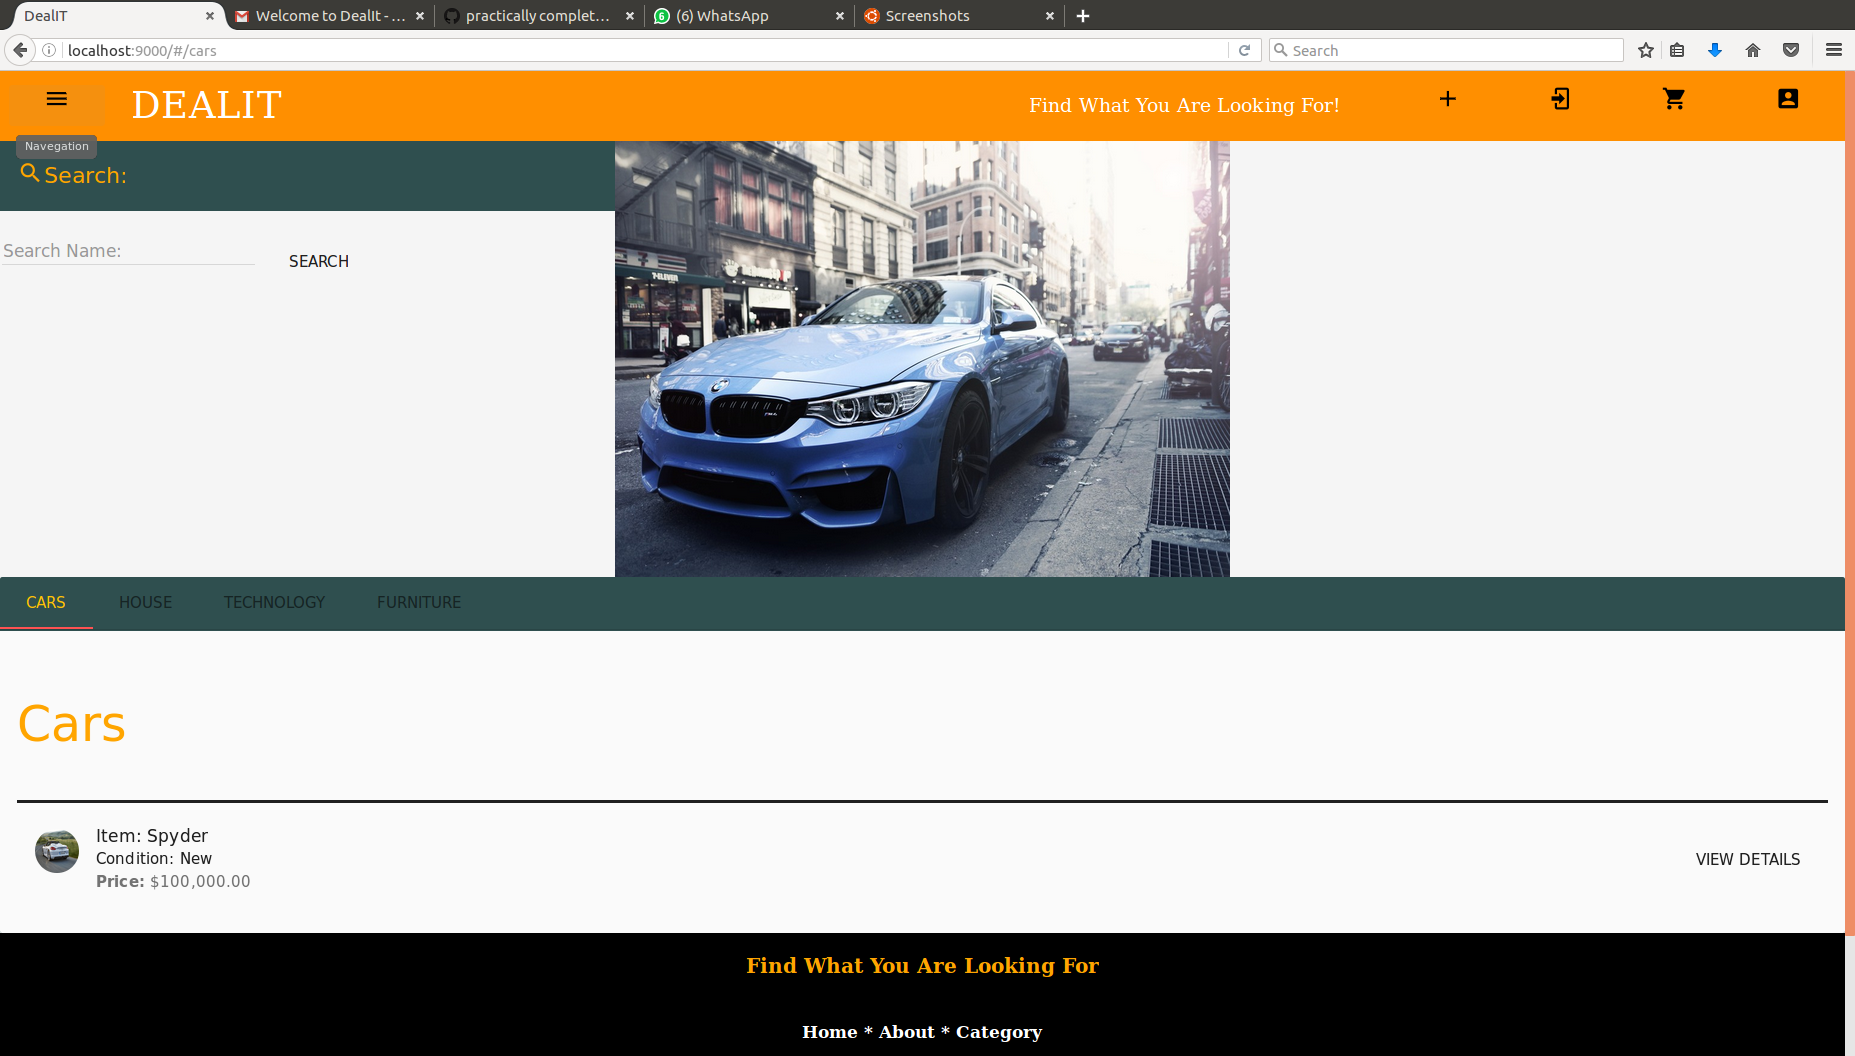 DealIT
Welcome to DealIt - ...
practically complet...
(6) WhatsApp
Screenshots
localhost:9000/#/cars
Search
DEALIT
Find What You Are Looking For!
Navegation
Search:
Search Name:
SEARCH
7-ELEVEN
CARS
HOUSE
TECHNOLOGY
FURNITURE
Cars
Item: Spyder
Condition: New
Price: $100,000.00
VIEW DETAILS
Find What You Are Looking For
Home * About * Category